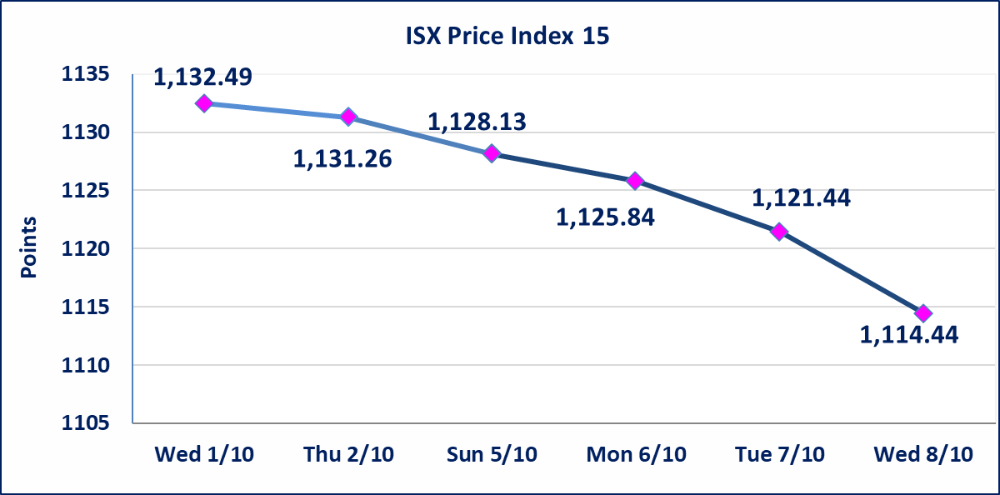 ISX Price Index 15
Points
1135
1130
1125
1120
1115
1110
1105
1,132.49
1,131.26
1,128.13
1,125.84
1,121.44
1,114.44
Wed 1/10
Thu 2/10
Sun 5/10
Mon 6/10
Tue 7/10
Wed 8/10